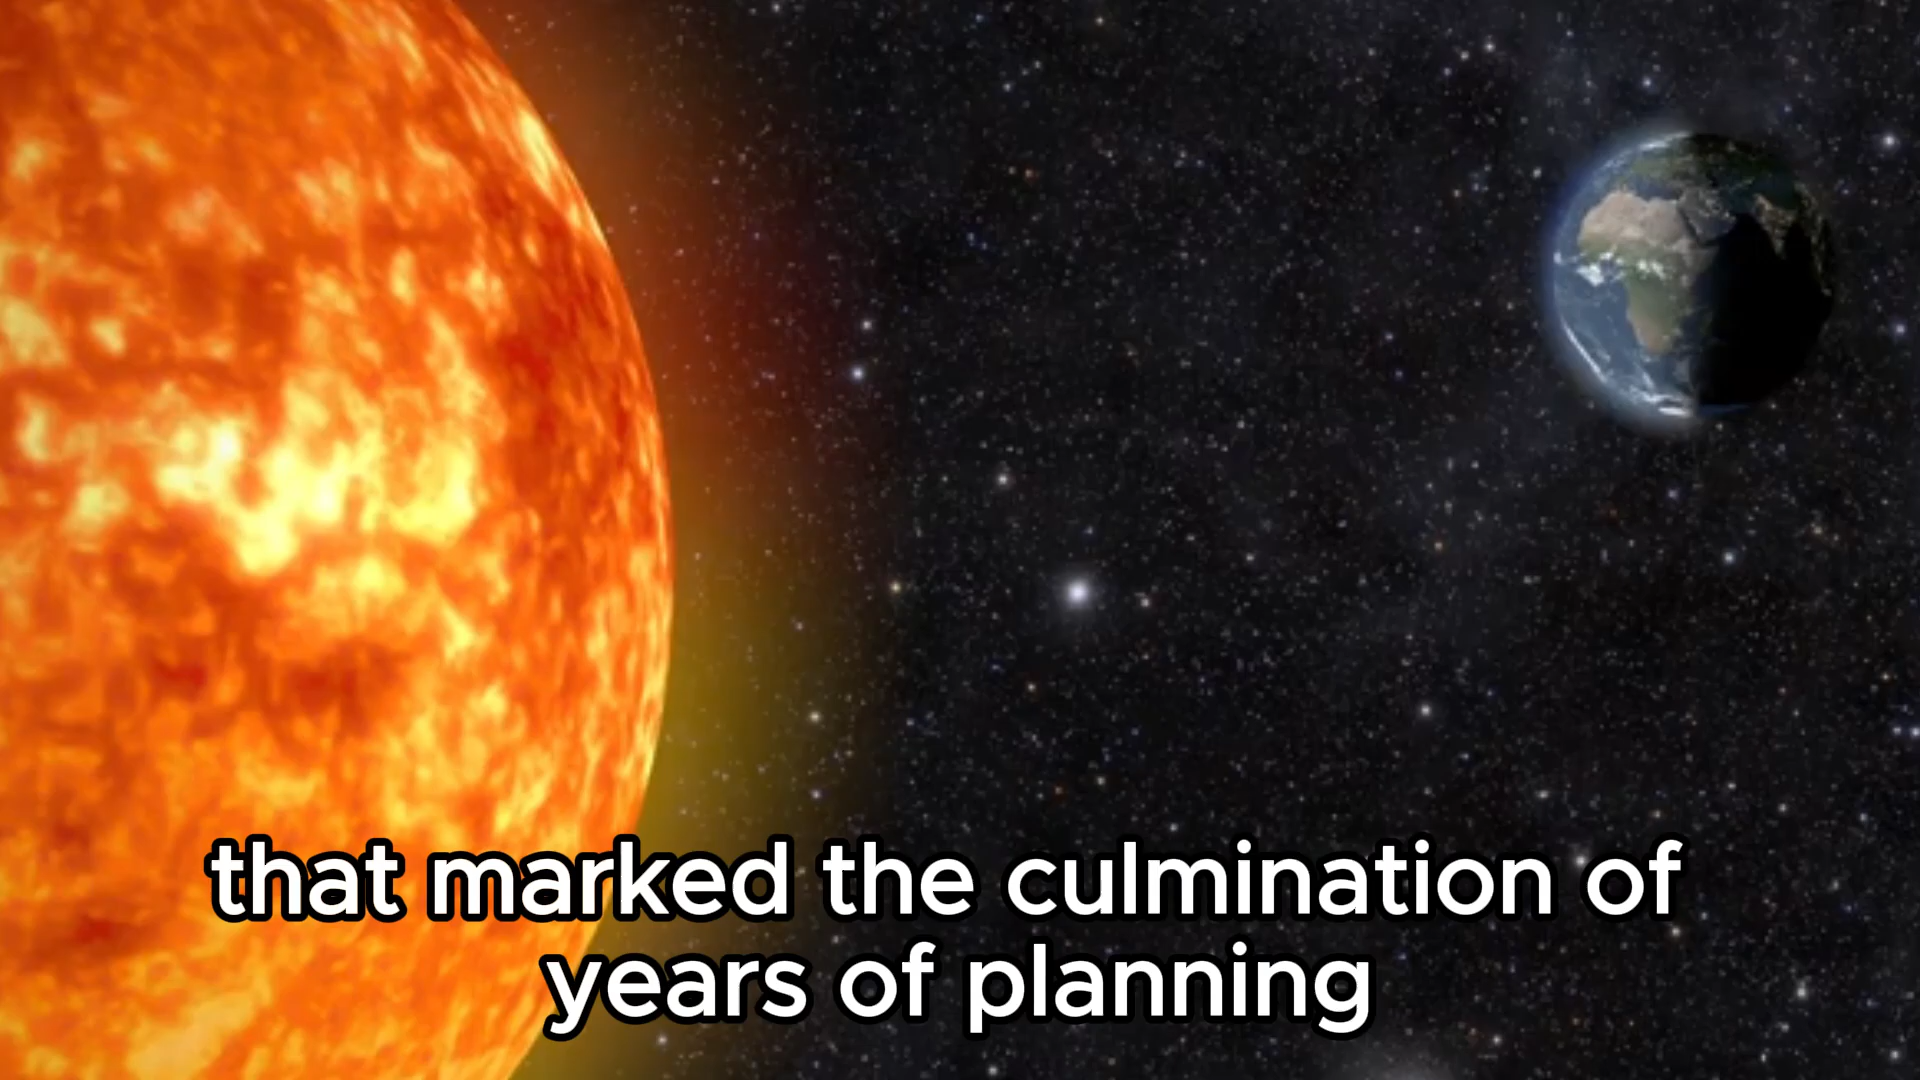 that marked the culmination of
years of planning